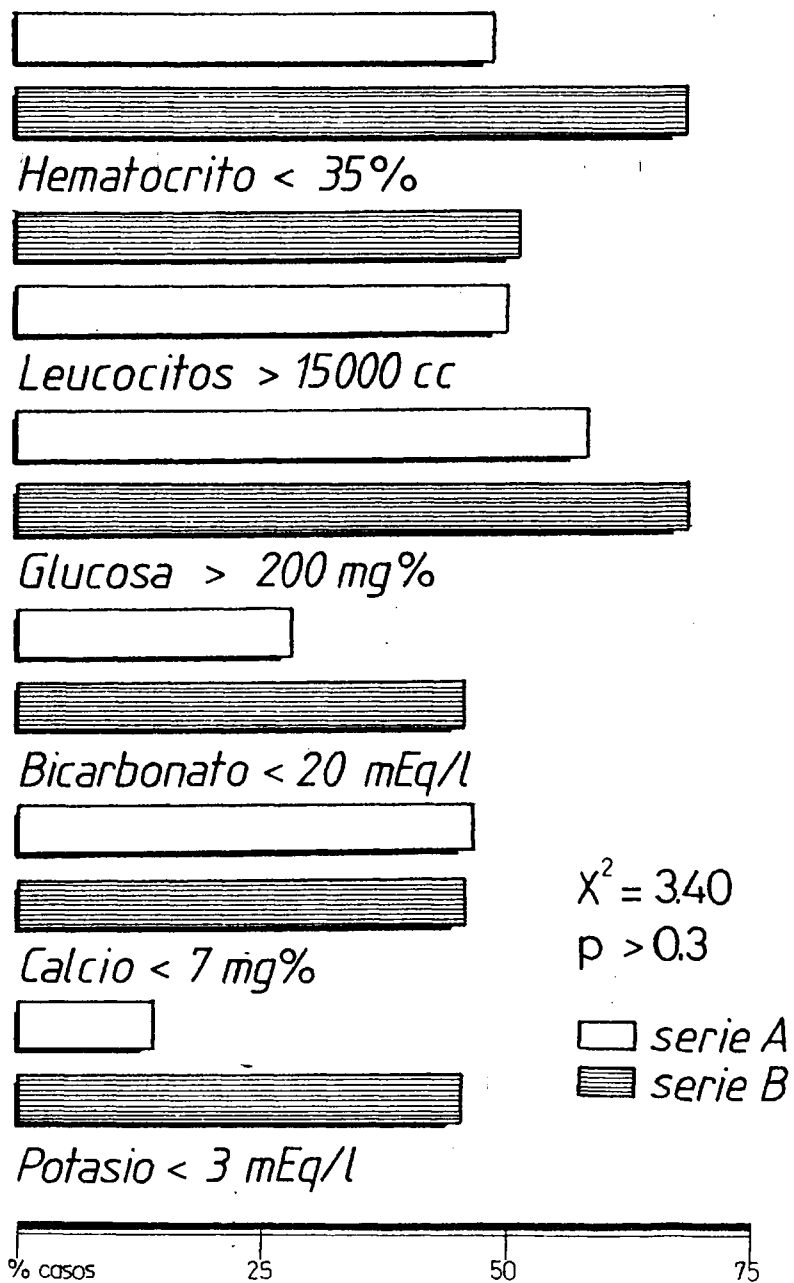 Hematocrito < 35%
Leucocitos > 15000 cc
Glucosa > 200 mg%
Bicarbonato < 20 mEq/l
Calcio < 7 mg%
Potasio < 3 mEq/l
X² = 3.40
p > 0.3
serie A
serie B
% casos 25 50 75